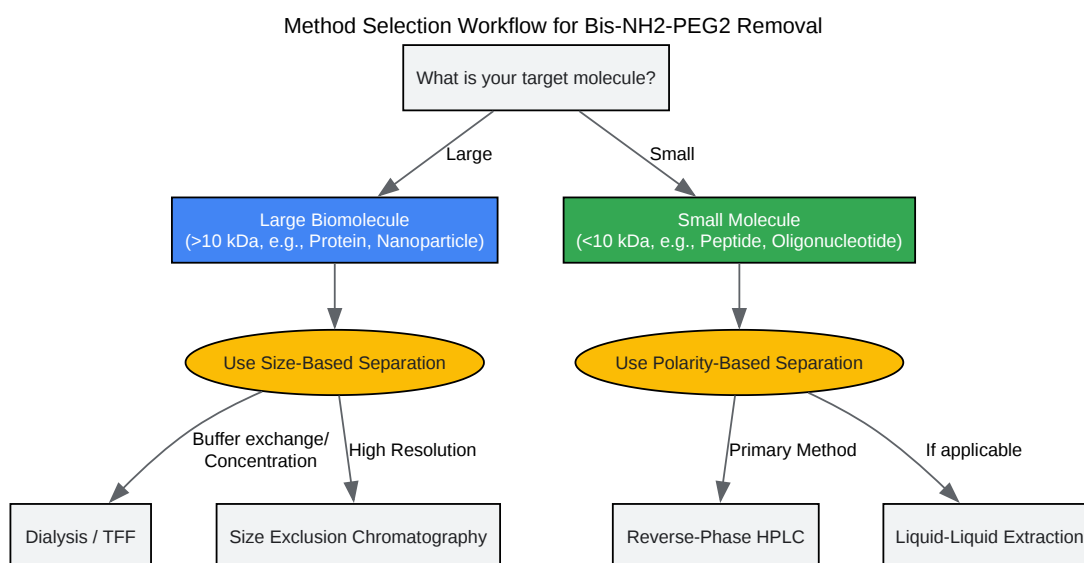 Method Selection Workflow for Bis-NH2-PEG2 Removal
What is your target molecule?
Large
Small
Large Biomolecule
(>10 kDa, e.g., Protein, Nanoparticle)
Small Molecule
(<10 kDa, e.g., Peptide, Oligonucleotide)
Use Size-Based Separation
Use Polarity-Based Separation
Buffer exchange/
Concentration
High Resolution
Primary Method
If applicable
Dialysis / TFF
Size Exclusion Chromatography
Reverse-Phase HPLC
Liquid-Liquid Extraction